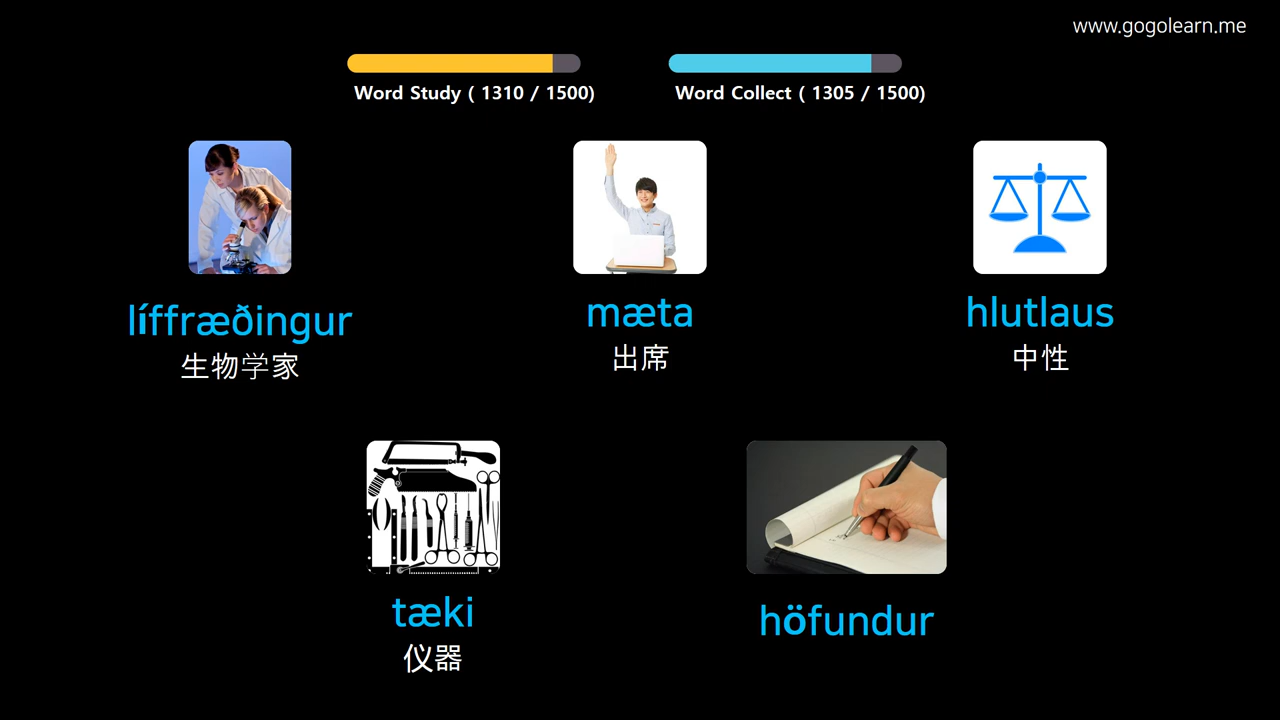 www.gogolearn.me
Word Study ( 1310 / 1500)
Word Collect ( 1305 / 1500)
líffræðingur
生物学家
mæta
出席
hlutlaus
中性
tæki
仪器
höfundur